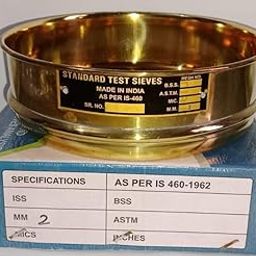 STANDARD TEST SIEVES
MADE IN INDIA
AS PER IS-460
SR. NO.
B.S.S.
A.S.T.M.
MIC.
M.M.
SPECIFICATIONS AS PER IS 460-1962
ISS BSS
MM 2 ASTM
MICS INCHES